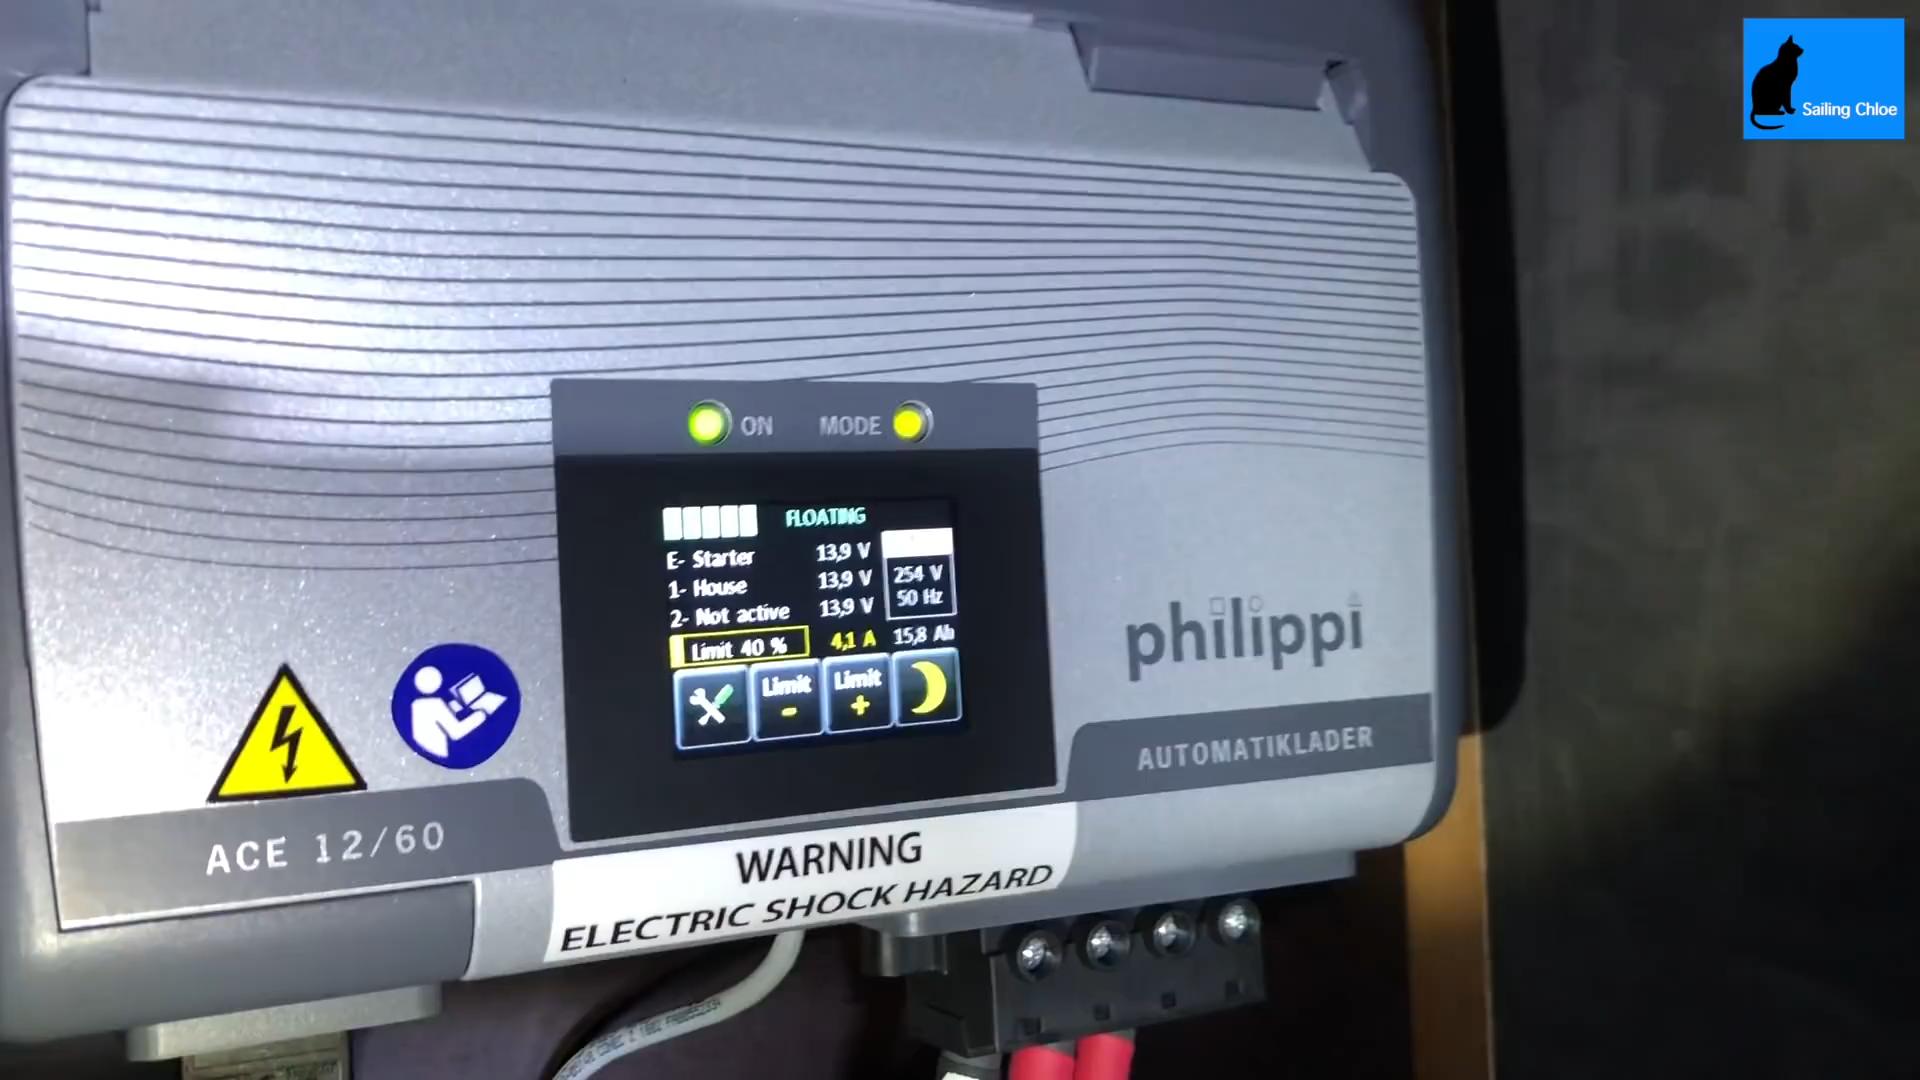 Sailing Chloe
ON MODE
FLOATING
E- Starter 13,9 V
1- House 13,9 V
2- Not active 13,9 V
254 V
50 Hz
Limit 40 % 4,1 A 15,8 Ah
Limit - Limit +
philippi
AUTOMATIKLADER
ACE 12/60
WARNING
ELECTRIC SHOCK HAZARD